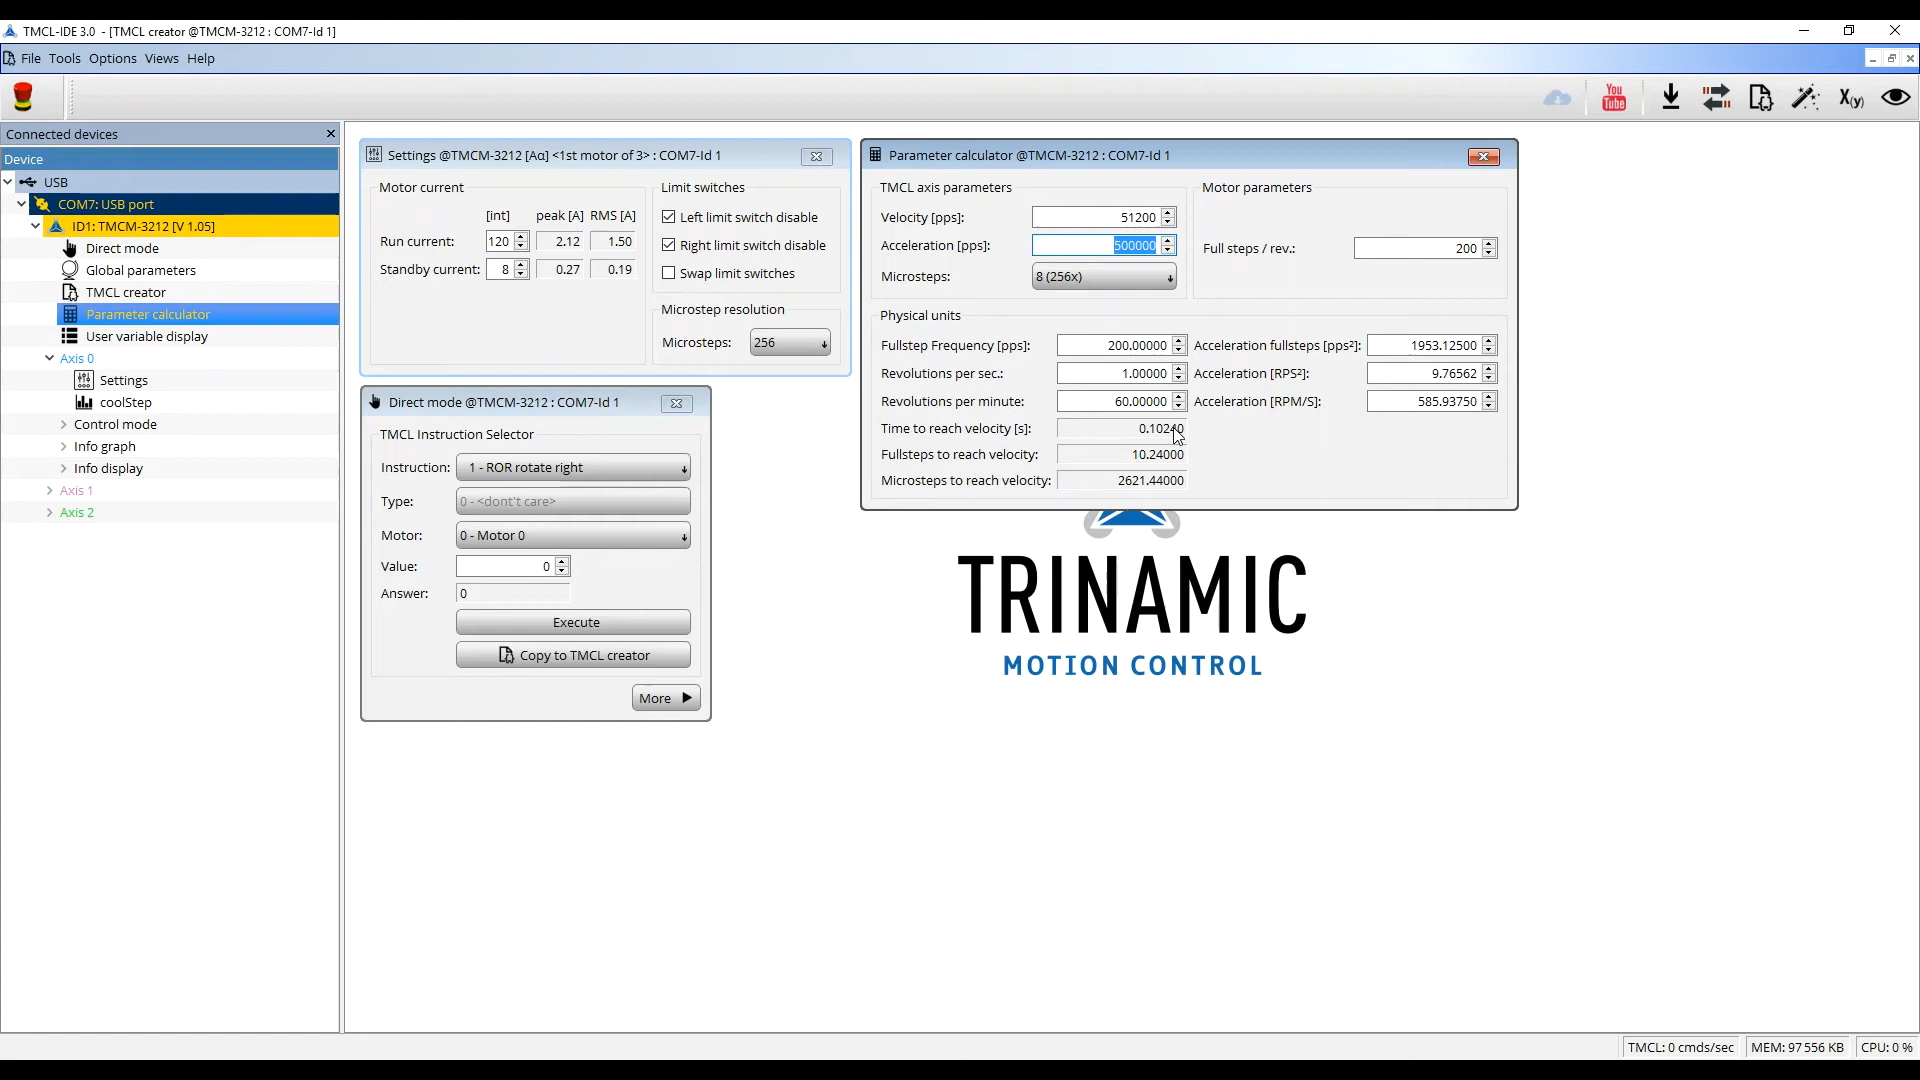 TMCL-IDE 3.0 - [TMCL creator @TMCM-3212 : COM7-Id 1]
File Tools Options Views Help
You Tube X(y)
Connected devices
Device
USB
COM7: USB port
ID1: TMCM-3212 [V 1.05]
Direct mode
Global parameters
TMCL creator
Parameter calculator
User variable display
Axis 0
Settings
coolStep
Control mode
Info graph
Info display
Axis 1
Axis 2
Settings @TMCM-3212 [Aα] <1st motor of 3> : COM7-Id 1
Motor current
[int] peak [A] RMS [A]
Run current: 120 2.12 1.50
Standby current: 8 0.27 0.19
Limit switches
Left limit switch disable
Right limit switch disable
Swap limit switches
Microstep resolution
Microsteps: 256
Direct mode @TMCM-3212 : COM7-Id 1
TMCL Instruction Selector
Instruction: 1 - ROR rotate right
Type: 0 - <don't care>
Motor: 0 - Motor 0
Value: 0
Answer: 0
Execute
Copy to TMCL creator
More
Parameter calculator @TMCM-3212 : COM7-Id 1
TMCL axis parameters
Velocity [pps]: 51200
Acceleration [pps]: 500000
Microsteps: 8 (256x)
Motor parameters
Full steps / rev.: 200
Physical units
Fullstep Frequency [pps]: 200.00000 Acceleration fullsteps [pps²]: 1953.12500
Revolutions per sec.: 1.00000 Acceleration [RPS²]: 9.76562
Revolutions per minute: 60.00000 Acceleration [RPM/S]: 585.93750
Time to reach velocity [s]: 0.10240
Fullsteps to reach velocity: 10.24000
Microsteps to reach velocity: 2621.44000
TRINAMIC
MOTION CONTROL
TMCL: 0 cmds/sec MEM: 97 556 KB CPU: 0 %